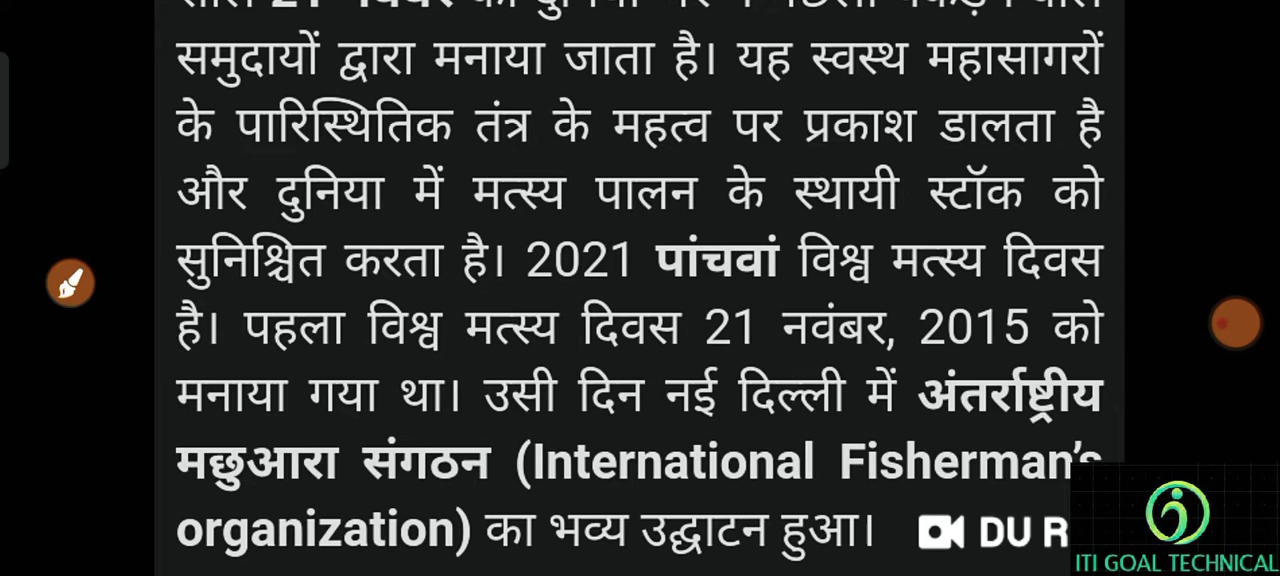 समुदायों द्वारा मनाया जाता है। यह स्वस्थ महासागरों
के पारिस्थितिक तंत्र के महत्व पर प्रकाश डालता है
और दुनिया में मत्स्य पालन के स्थायी स्टॉक को
सुनिश्चित करता है। 2021 पांचवां विश्व मत्स्य दिवस
है। पहला विश्व मत्स्य दिवस 21 नवंबर, 2015 को
मनाया गया था। उसी दिन नई दिल्ली में अंतर्राष्ट्रीय
मछुआरा संगठन (International Fisherman’s
organization) का भव्य उद्घाटन हुआ। DU R
ITI GOAL TECHNICAL